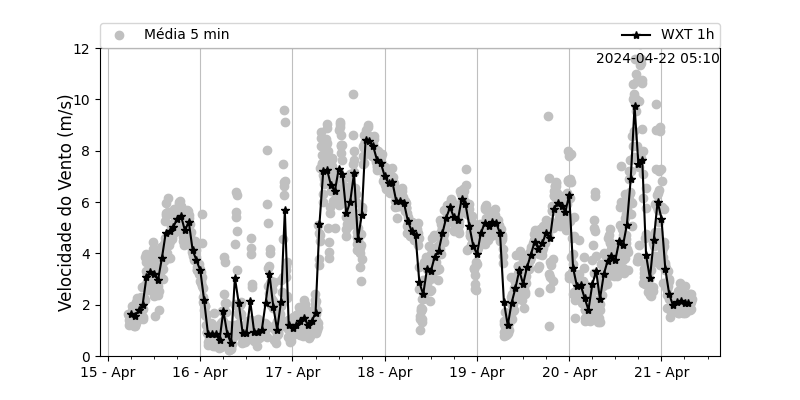 Média 5 min
WXT 1h
2024-04-22 05:10
Velocidade do Vento (m/s)
12
10
8
6
4
2
0
15 - Apr
16 - Apr
17 - Apr
18 - Apr
19 - Apr
20 - Apr
21 - Apr